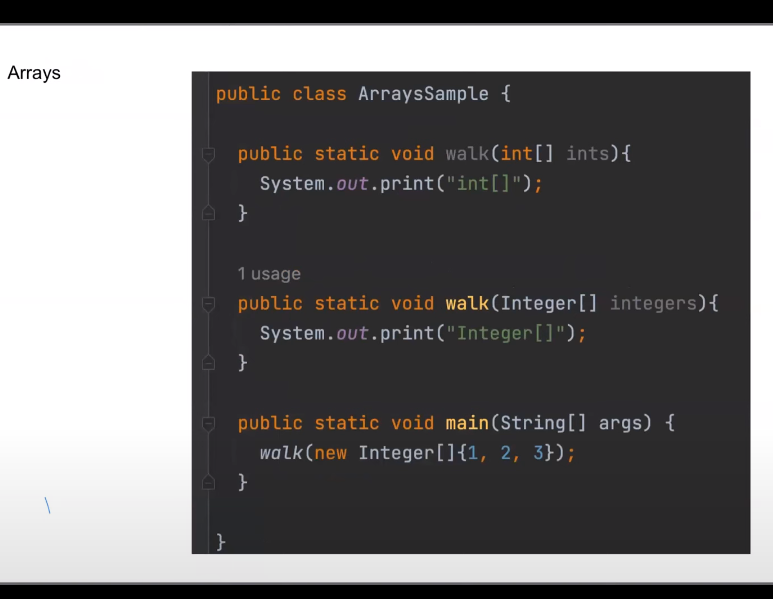 Arrays
public class ArraysSample {
public static void walk(int[] ints){
System.out.print("int[]");
}
1 usage
public static void walk(Integer[] integers){
System.out.print("Integer[]");
}
public static void main(String[] args) {
walk(new Integer[]{1, 2, 3});
}
}